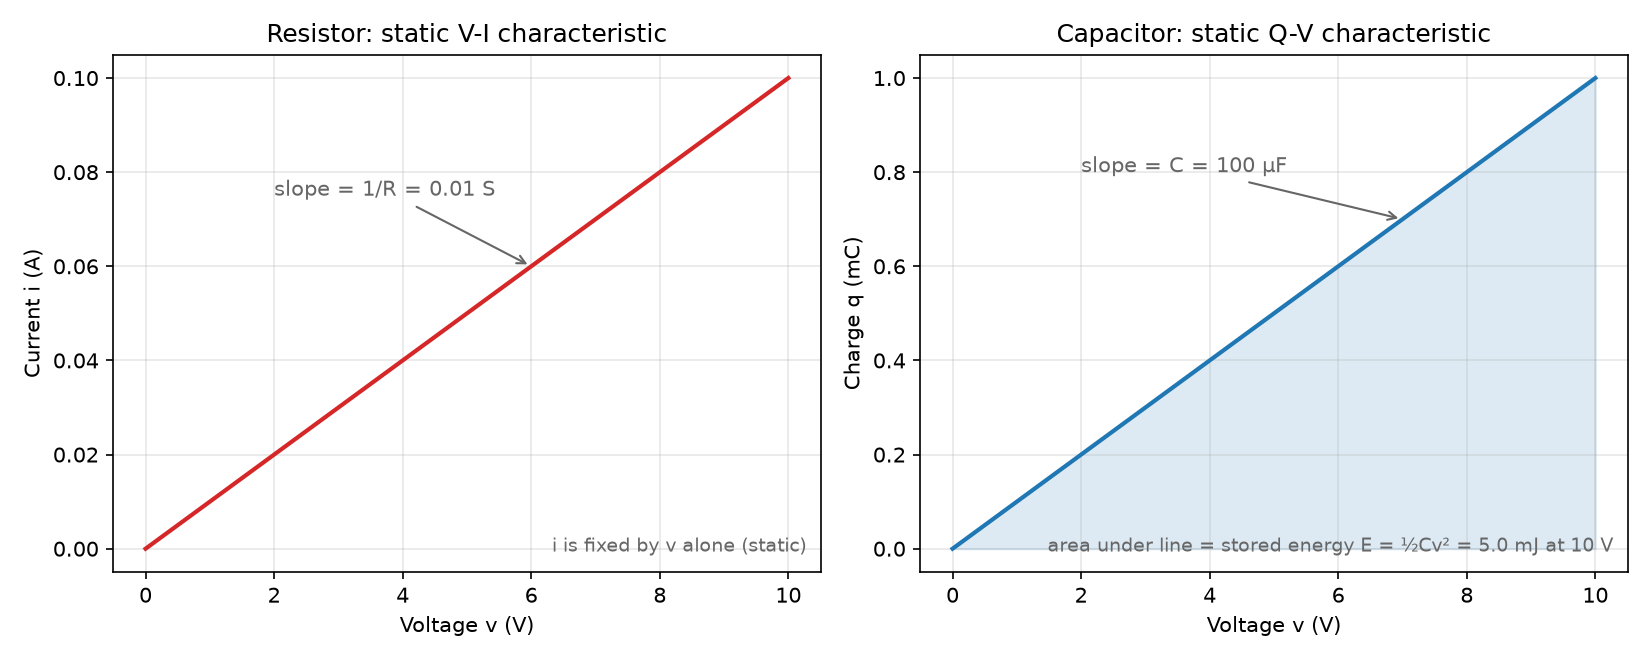 Resistor: static V-I characteristic
Current i (A)
0.10
0.08
0.06
0.04
0.02
0.00
slope = 1/R = 0.01 S
i is fixed by v alone (static)
0 2 4 6 8 10
Voltage v (V)
Capacitor: static Q-V characteristic
Charge q (mC)
1.0
0.8
0.6
0.4
0.2
0.0
slope = C = 100 µF
area under line = stored energy E = ½Cv² = 5.0 mJ at 10 V
0 2 4 6 8 10
Voltage v (V)